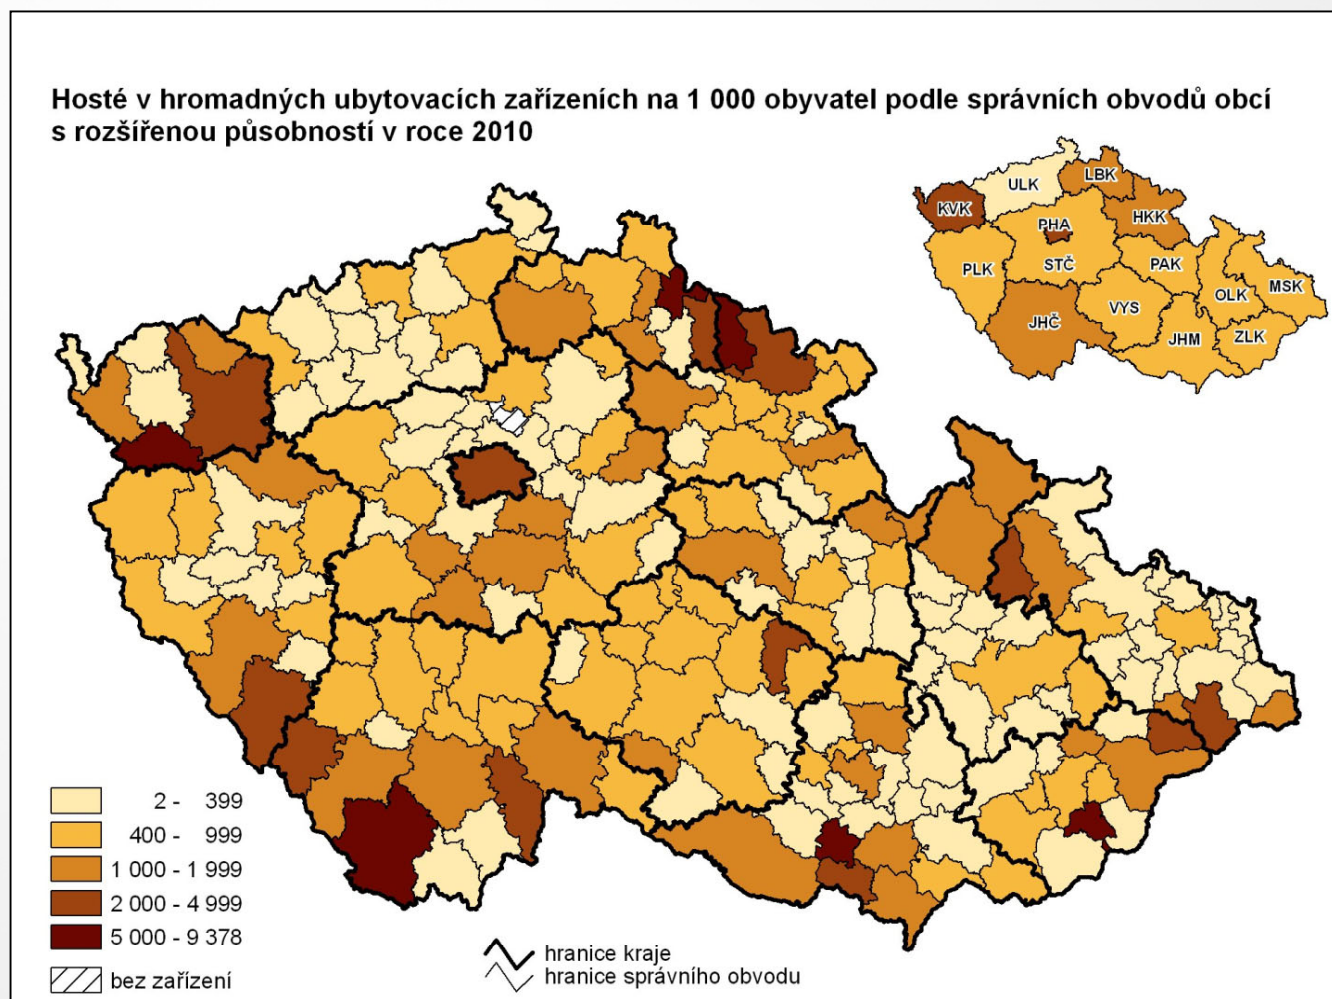 Hosté v hromadných ubytovacích zařízeních na 1 000 obyvatel podle správních obvodů obcí
s rozšířenou působností v roce 2010
ULK
LBK
KVK
HKK
PHA
PLK
STČ
PAK
MSK
OLK
VYS
JHČ
JHM
ZLK
2 - 399
400 - 999
1 000 - 1 999
2 000 - 4 999
5 000 - 9 378
bez zařízení
hranice kraje
hranice správního obvodu